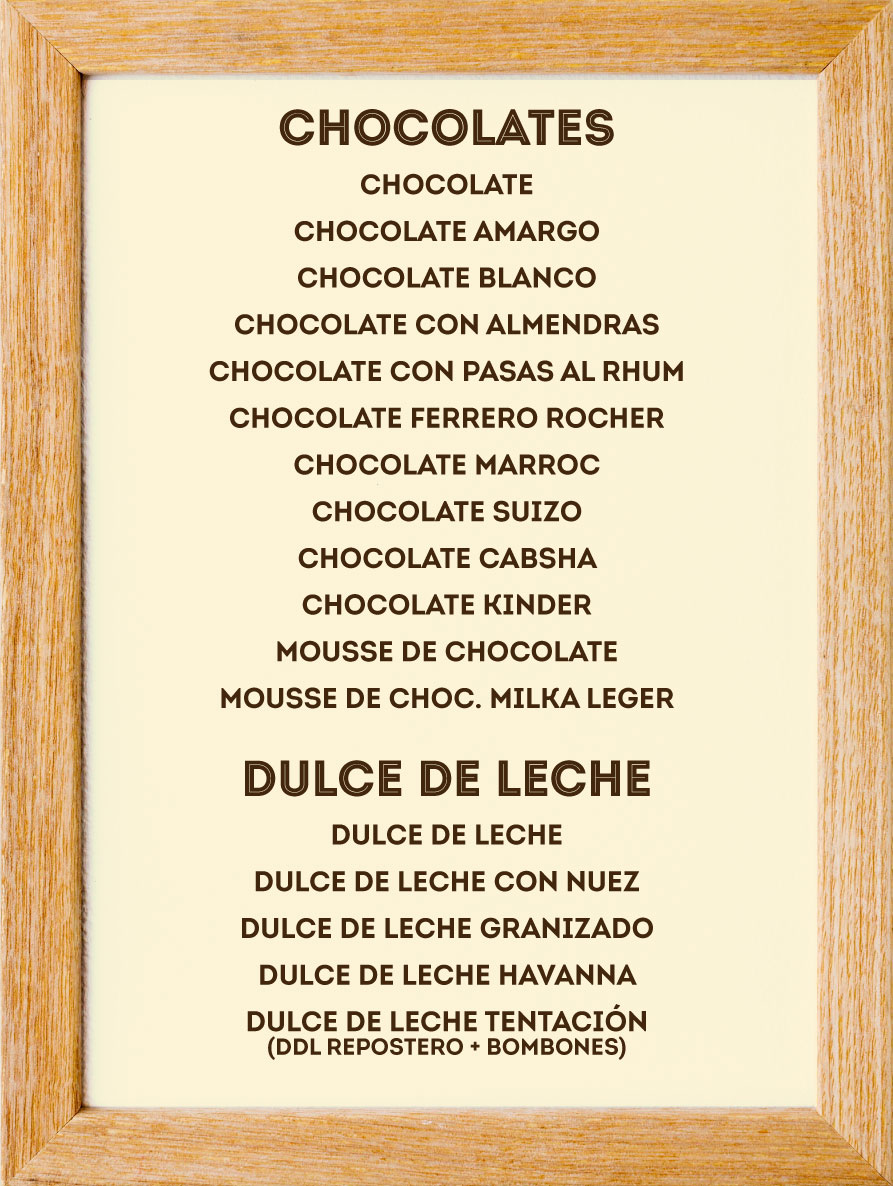 CHOCOLATES
CHOCOLATE
CHOCOLATE AMARGO
CHOCOLATE BLANCO
CHOCOLATE CON ALMENDRAS
CHOCOLATE CON PASAS AL RHUM
CHOCOLATE FERRERO ROCHER
CHOCOLATE MARROC
CHOCOLATE SUIZO
CHOCOLATE CABSHA
CHOCOLATE KINDER
MOUSSE DE CHOCOLATE
MOUSSE DE CHOC. MILKA LEGER
DULCE DE LECHE
DULCE DE LECHE
DULCE DE LECHE CON NUEZ
DULCE DE LECHE GRANIZADO
DULCE DE LECHE HAVANNA
DULCE DE LECHE TENTACIÓN
(DDL REPOSTERO + BOMBONES)